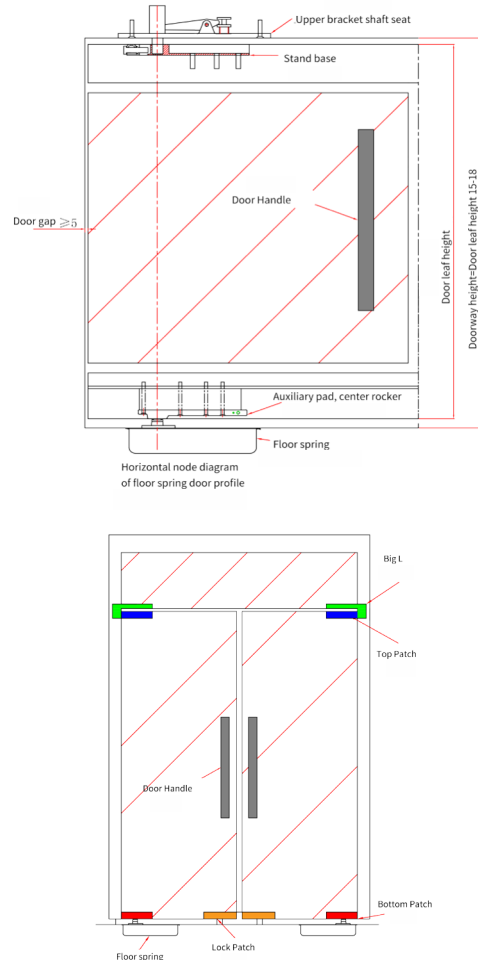 Upper bracket shaft seat
Stand base
Door Handle
Door gap ≥5
Door leaf height
Doorway height=Door leaf height 15-18
Auxiliary pad, center rocker
Floor spring
Horizontal node diagram
of floor spring door profile
Big L
Top Patch
Door Handle
Bottom Patch
Lock Patch
Floor spring